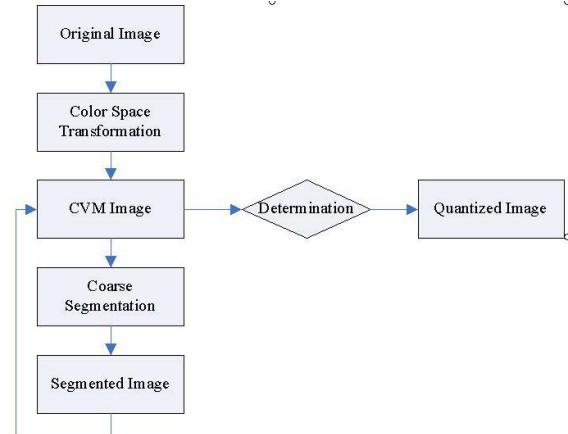 Original Image
Color Space
Transformation
CVM Image
Determination
Quantized Image
Coarse
Segmentation
Segmented Image